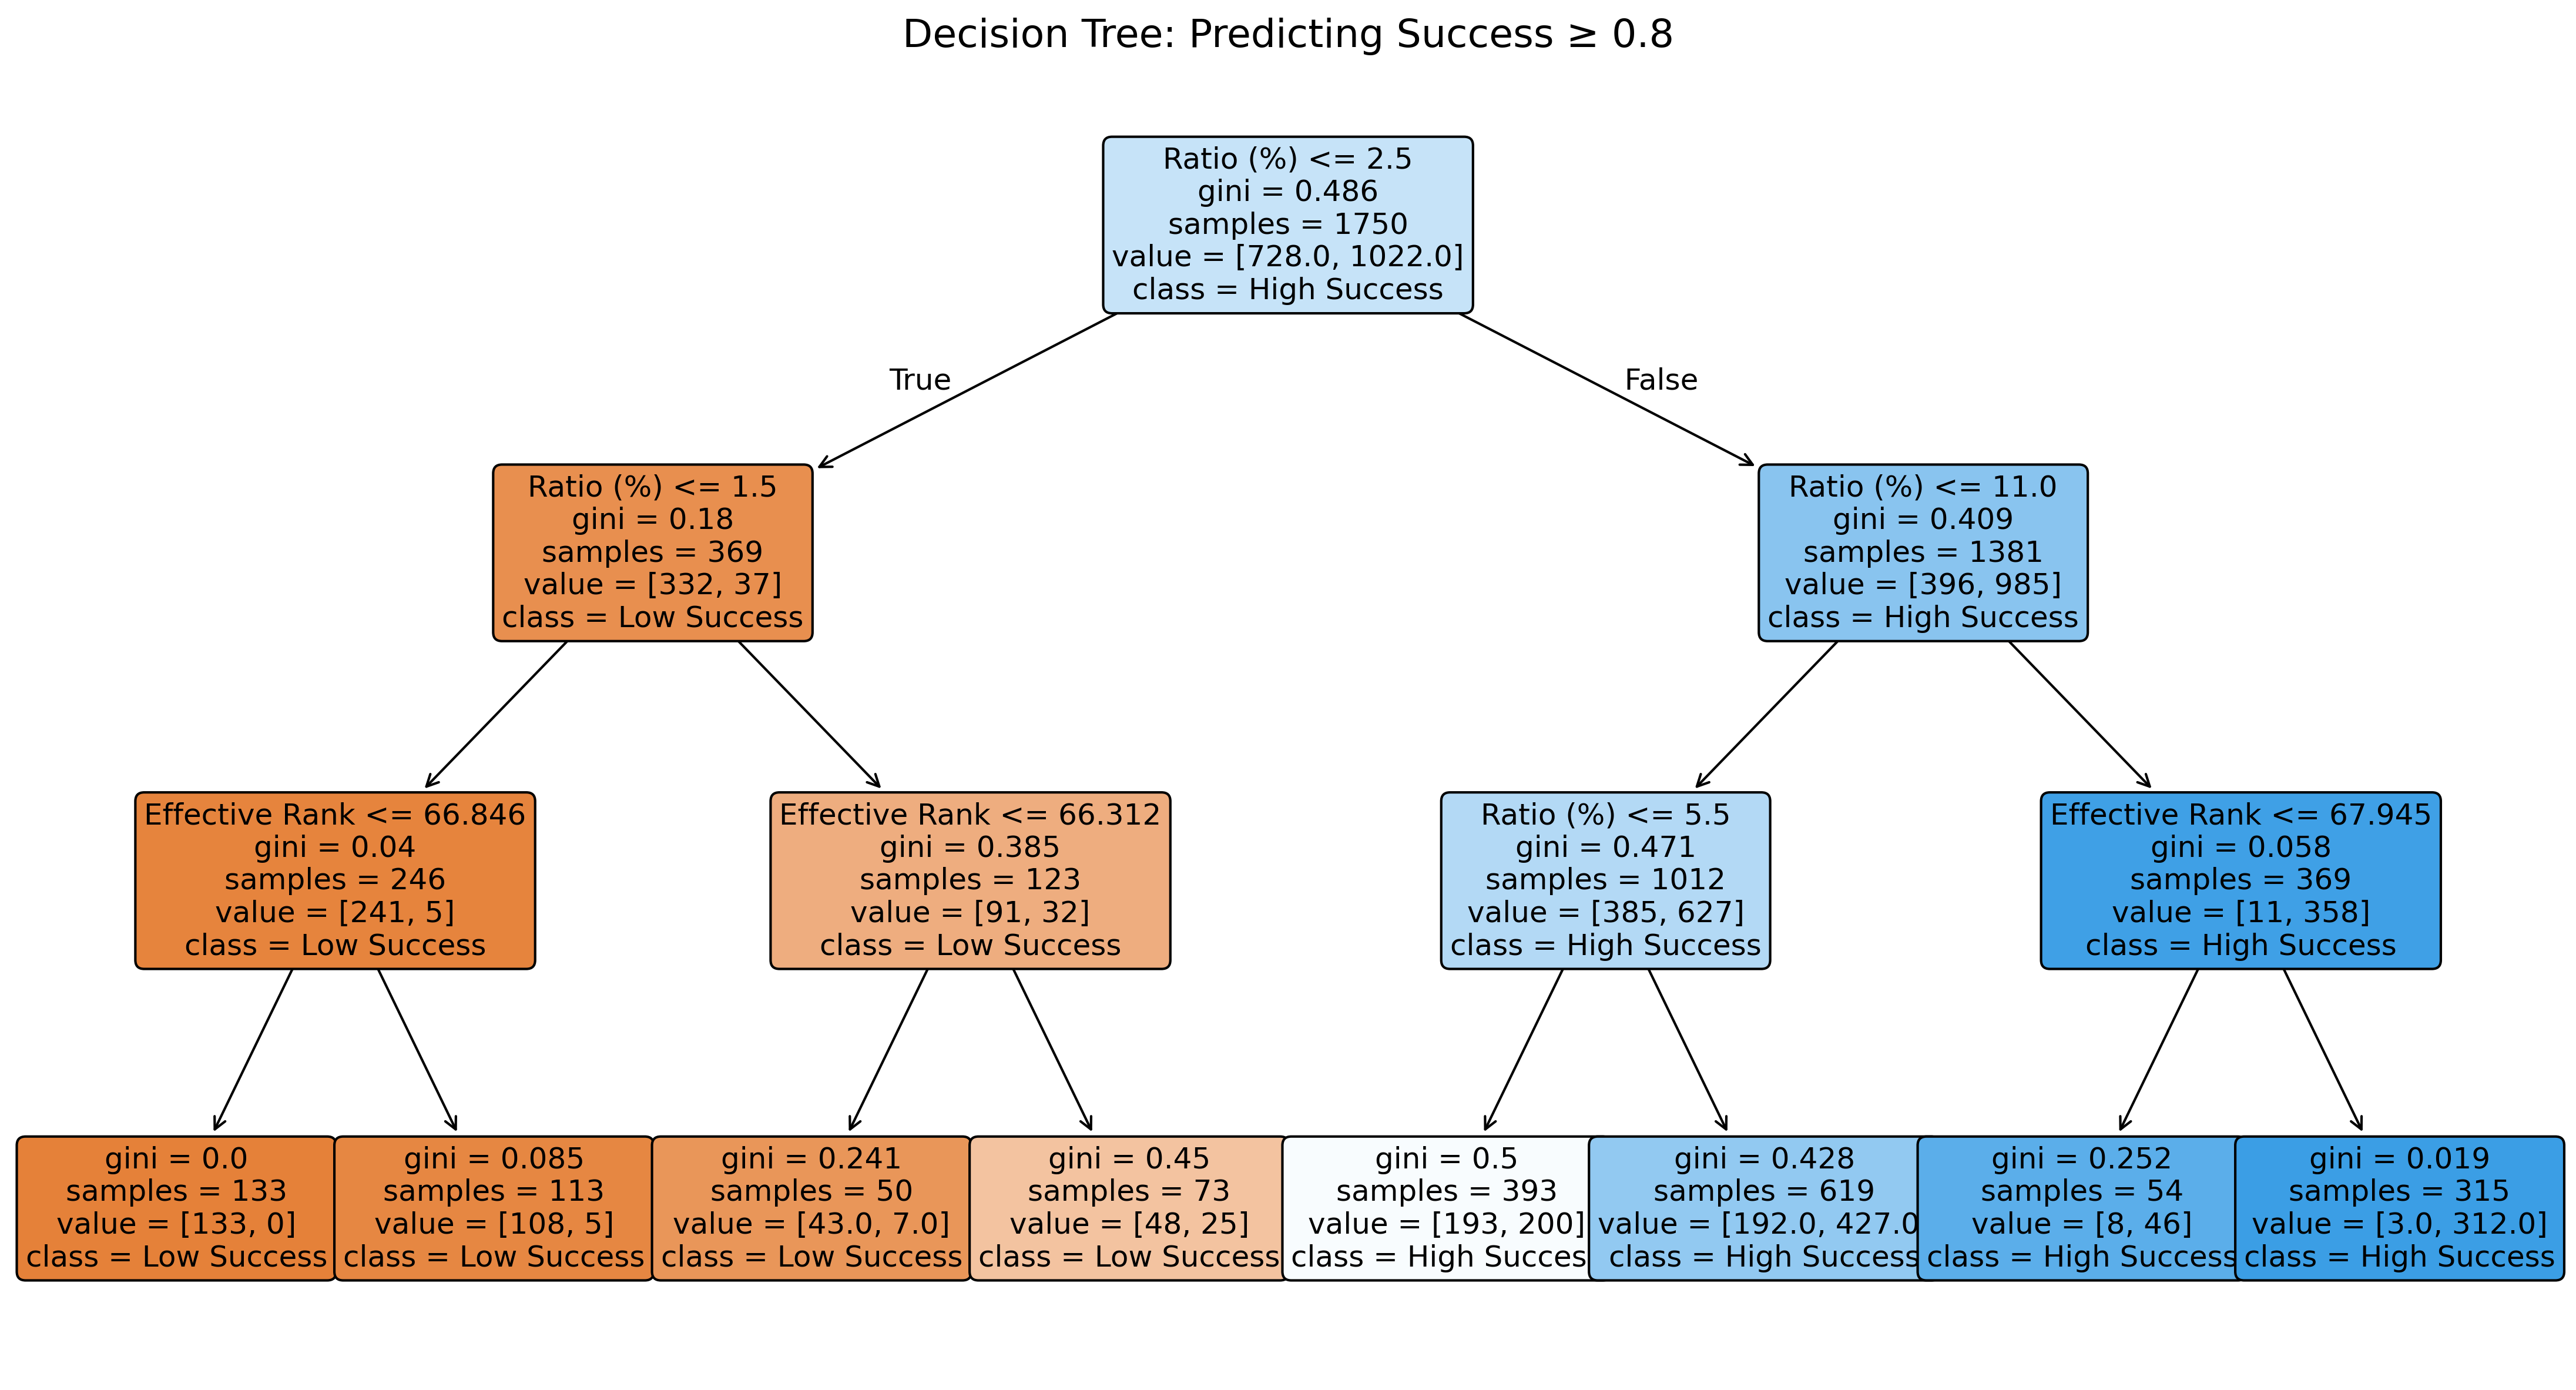 Decision Tree: Predicting Success ≥ 0.8
Ratio (%) <= 2.5
gini = 0.486
samples = 1750
value = [728.0, 1022.0]
class = High Success
True
False
Ratio (%) <= 1.5
gini = 0.18
samples = 369
value = [332, 37]
class = Low Success
Ratio (%) <= 11.0
gini = 0.409
samples = 1381
value = [396, 985]
class = High Success
Effective Rank <= 66.846
gini = 0.04
samples = 246
value = [241, 5]
class = Low Success
Effective Rank <= 66.312
gini = 0.385
samples = 123
value = [91, 32]
class = Low Success
Ratio (%) <= 5.5
gini = 0.471
samples = 1012
value = [385, 627]
class = High Success
Effective Rank <= 67.945
gini = 0.058
samples = 369
value = [11, 358]
class = High Success
gini = 0.0
samples = 133
value = [133, 0]
class = Low Success
gini = 0.085
samples = 113
value = [108, 5]
class = Low Success
gini = 0.241
samples = 50
value = [43.0, 7.0]
class = Low Success
gini = 0.45
samples = 73
value = [48, 25]
class = Low Success
gini = 0.5
samples = 393
value = [193, 200]
class = High Succes
gini = 0.428
samples = 619
value = [192.0, 427.0
class = High Success
gini = 0.252
samples = 54
value = [8, 46]
class = High Success
gini = 0.019
samples = 315
value = [3.0, 312.0]
class = High Success